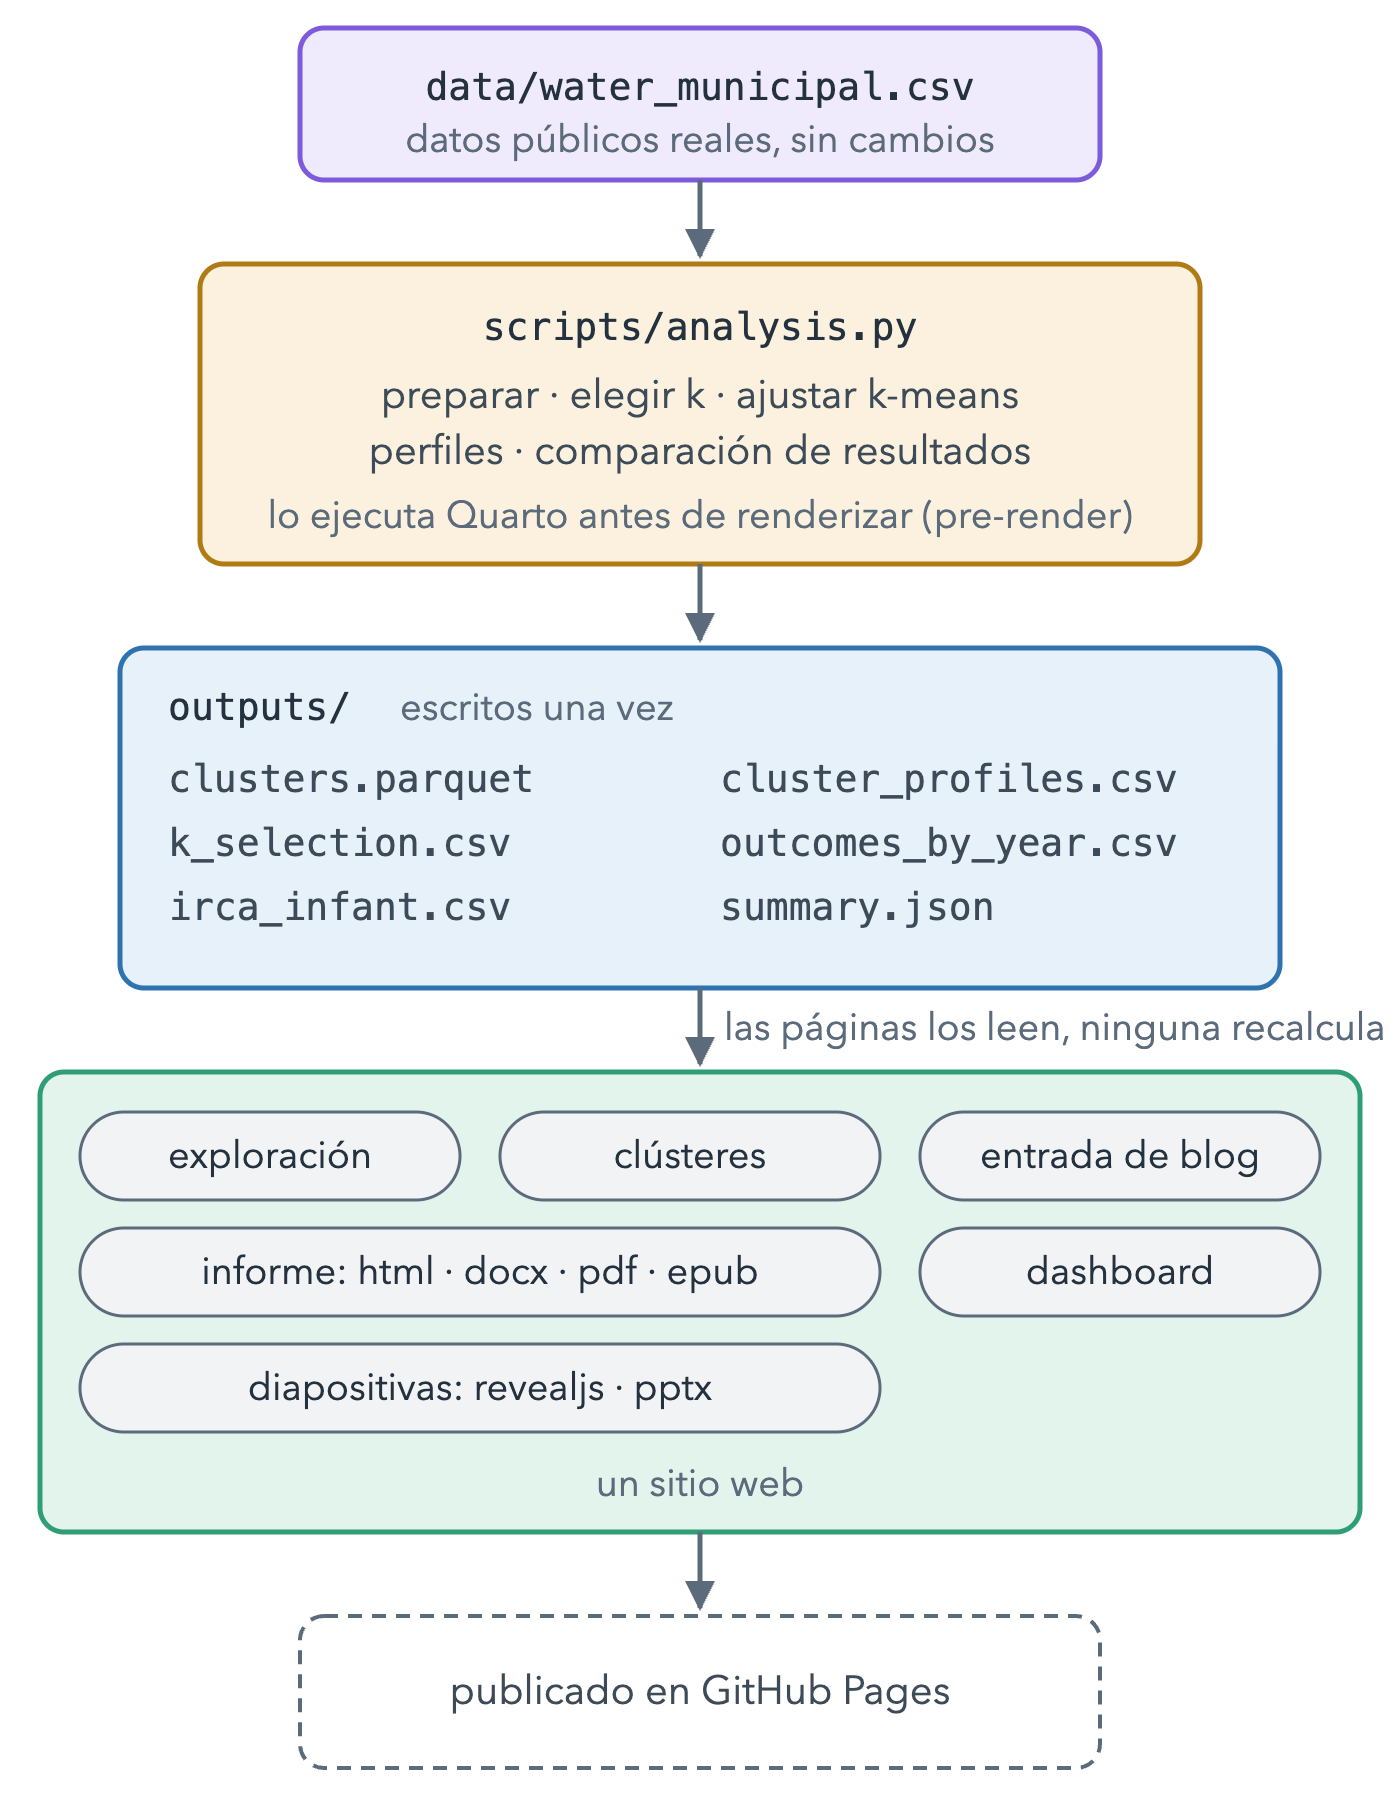 data/water_municipal.csv
datos públicos reales, sin cambios
scripts/analysis.py
preparar · elegir k · ajustar k-means
perfiles · comparación de resultados
lo ejecuta Quarto antes de renderizar (pre-render)
outputs/ escritos una vez
clusters.parquet cluster_profiles.csv
k_selection.csv outcomes_by_year.csv
irca_infant.csv summary.json
las páginas los leen, ninguna recalcula
exploración clústeres entrada de blog
informe: html · docx · pdf · epub dashboard
diapositivas: revealjs · pptx
un sitio web
publicado en GitHub Pages